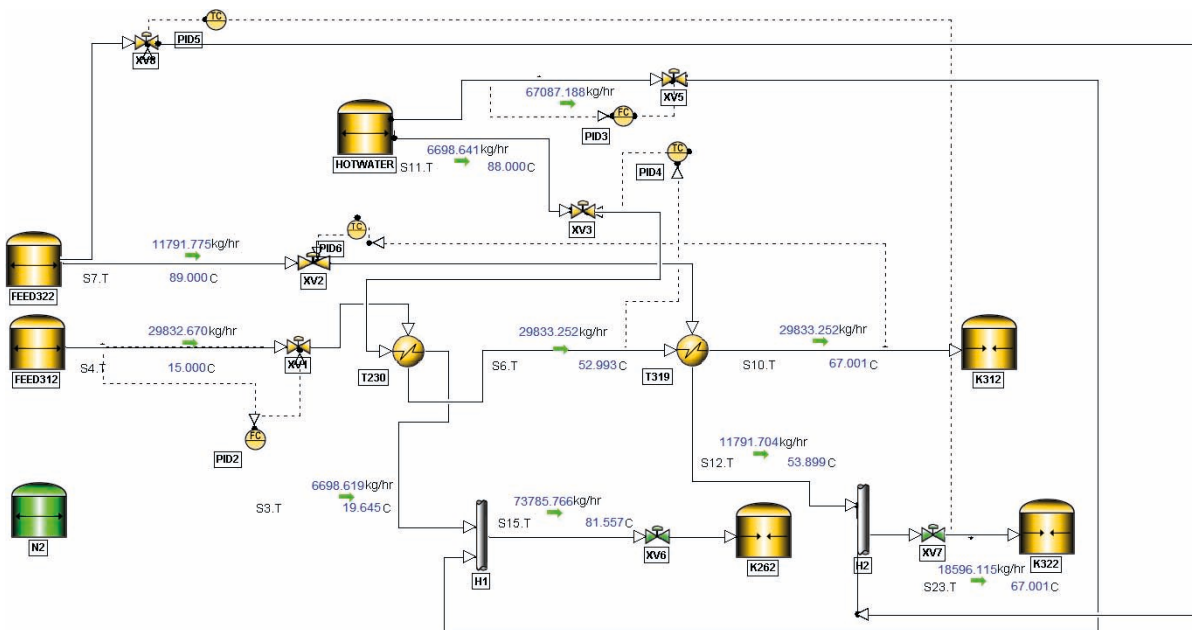 TC
PID5
XV8
67087.188kg/hr
XV5
FC
PID3
HOTWATER
6698.641kg/hr
S11.T
88.000C
TC
PID4
XV3
TC
PID6
11791.775kg/hr
XV2
S7.T
89.000C
FEED322
29832.670kg/hr
29833.252kg/hr
29833.252kg/hr
S4.T
15.000C
XV1
FEED312
T230
S6.T
52.993C
T319
S10.T
67.001C
K312
FC
PID2
11791.704kg/hr
S12.T
53.899C
6698.619kg/hr
S3.T
19.645C
73785.766kg/hr
S15.T
81.557C
N2
XV6
K262
H1
H2
XV7
K322
18596.115kg/hr
S23.T
67.001C